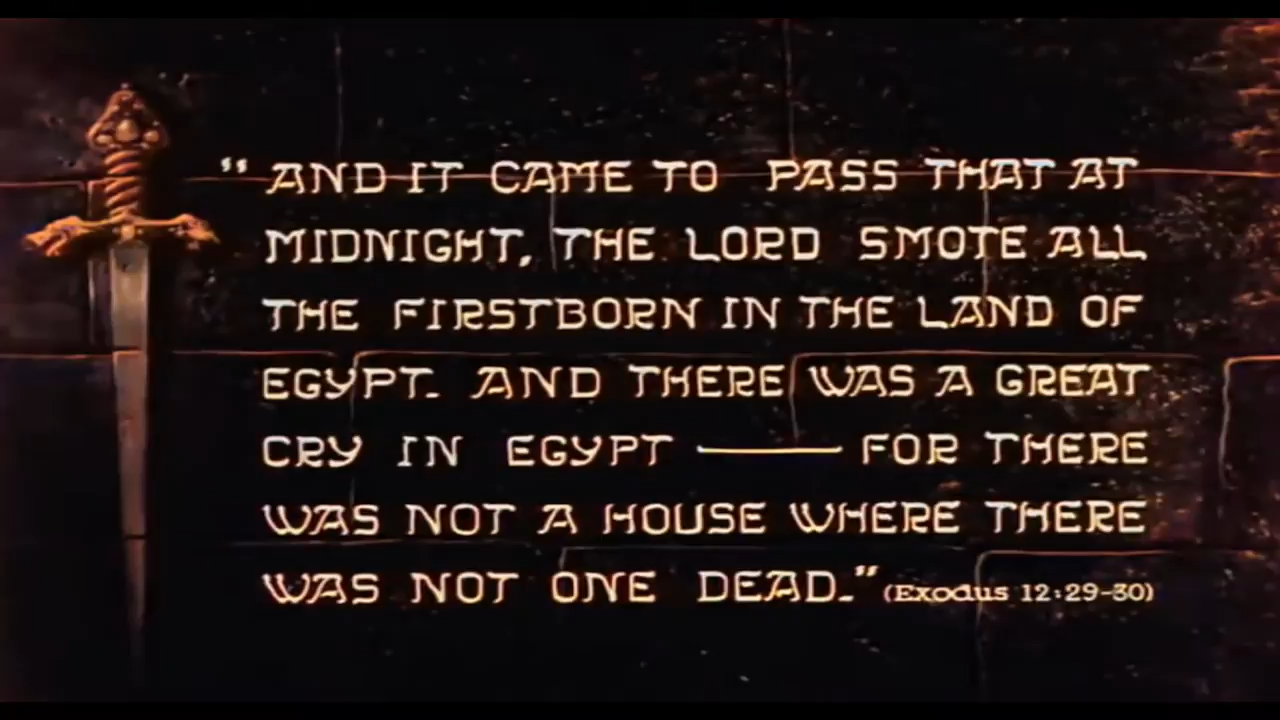 “AND IT CAME TO PASS THAT AT
MIDNIGHT, THE LORD SMOTE ALL
THE FIRSTBORN IN THE LAND OF
EGYPT. AND THERE WAS A GREAT
CRY IN EGYPT — FOR THERE
WAS NOT A HOUSE WHERE THERE
WAS NOT ONE DEAD.” (Exodus 12:29-30)